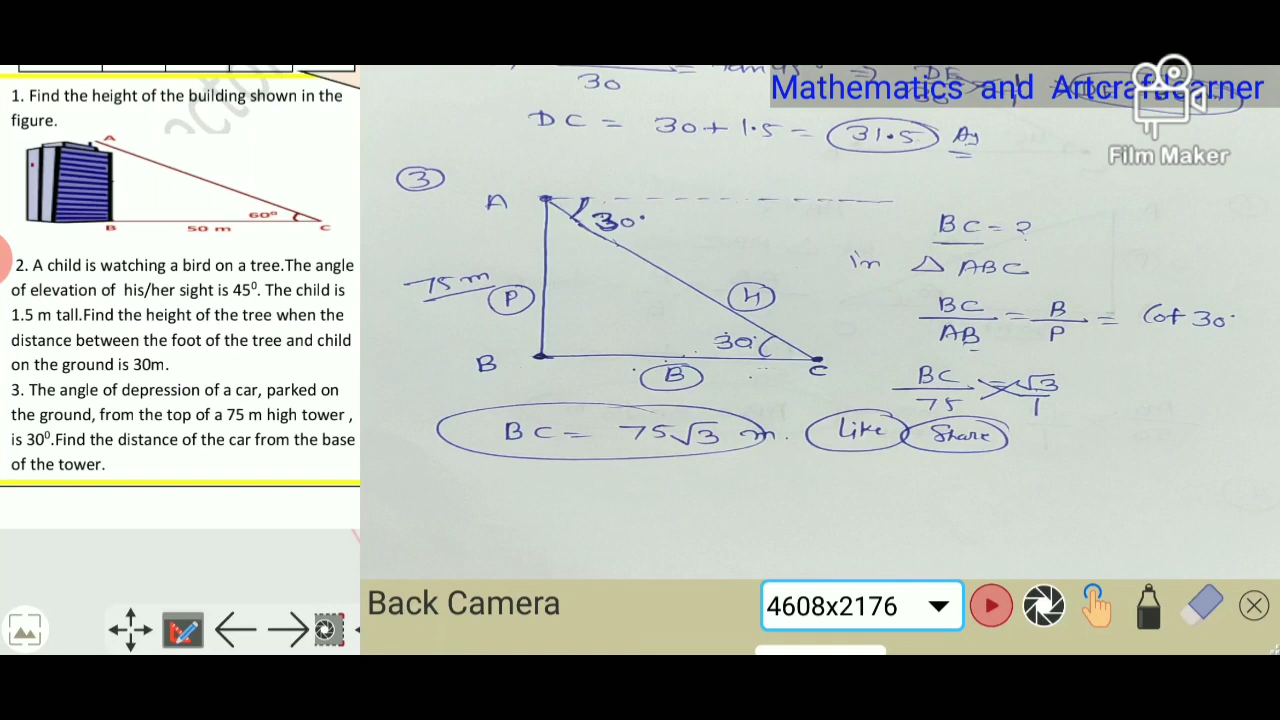 1. Find the height of the building shown in the
figure.
A
60⁰
B
50 m
C
2. A child is watching a bird on a tree.The angle
of elevation of his/her sight is 45⁰. The child is
1.5 m tall.Find the height of the tree when the
distance between the foot of the tree and child
on the ground is 30m.
3. The angle of depression of a car, parked on
the ground, from the top of a 75 m high tower ,
is 30⁰.Find the distance of the car from the base
of the tower.
30
Mathematics and Artcraft learner
Film Maker
DC = 30 + 1.5 = 31.5
3
A
30°
75 m
P
H
30°
B
B
C
BC = ?
in △ ABC
BC/AB = B/P = Cot 30°
BC/75 = √3/1
BC = 75√3 m.
Like
Share
Back Camera
4608x2176